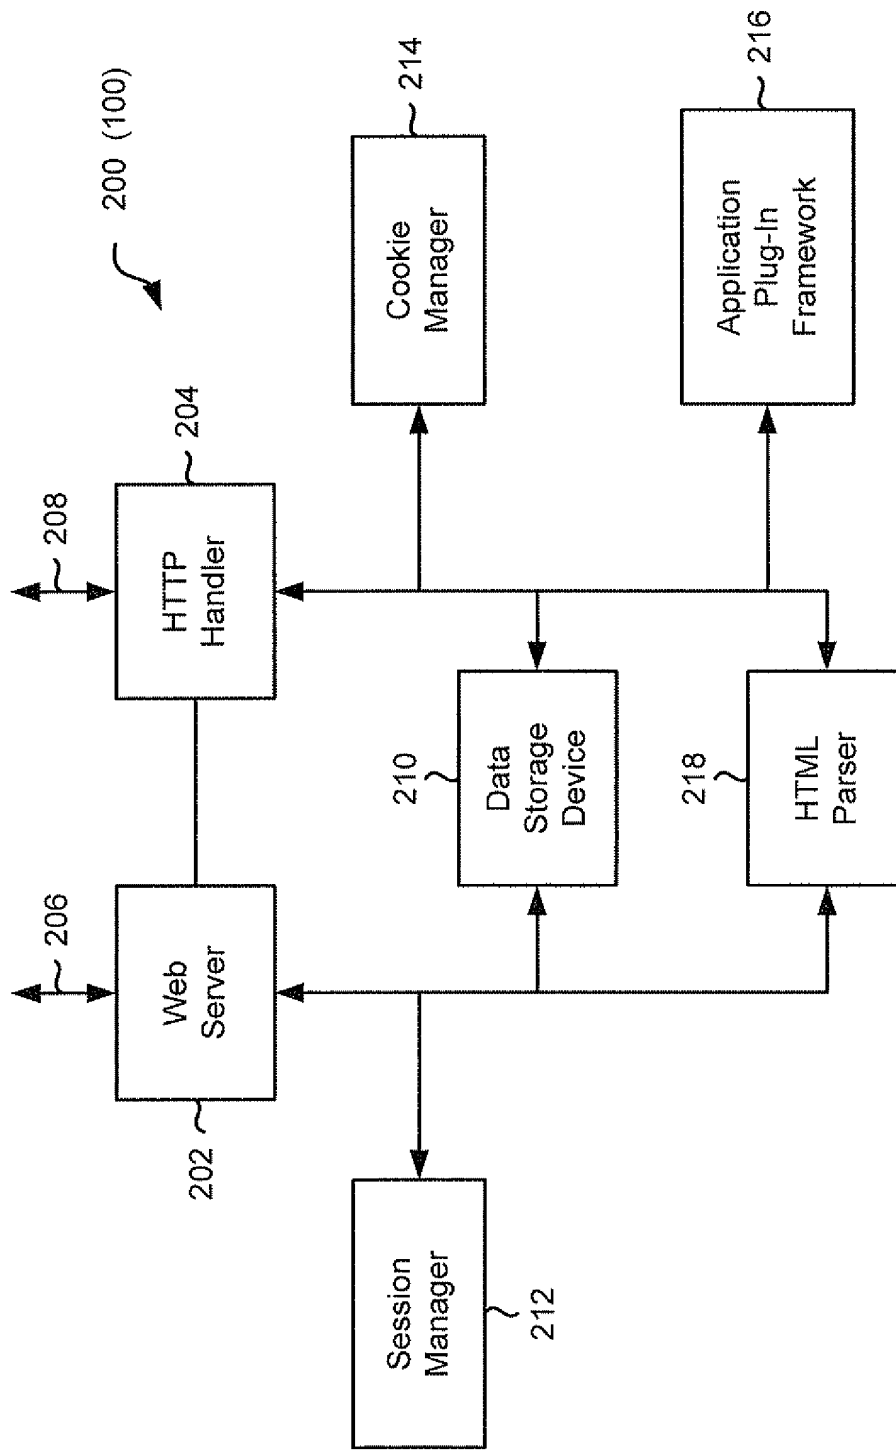 200 (100)
206
208
Web
Server
202
HTTP
Handler
204
Session
Manager
212
Cookie
Manager
214
210
Data
Storage
Device
Application
Plug-In
Framework
216
218
HTML
Parser